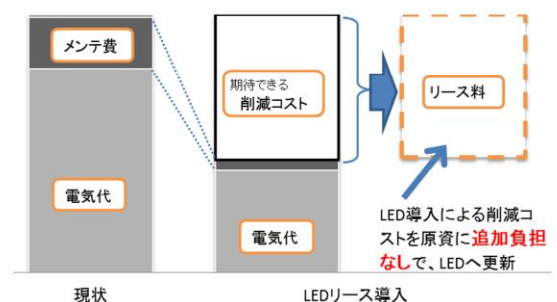 メンテ費
電気代
期待できる
削減コスト
電気代
リース料
LED導入による削減コ
ストを原資に追加負担
なしで、LEDへ更新
現状
LEDリース導入